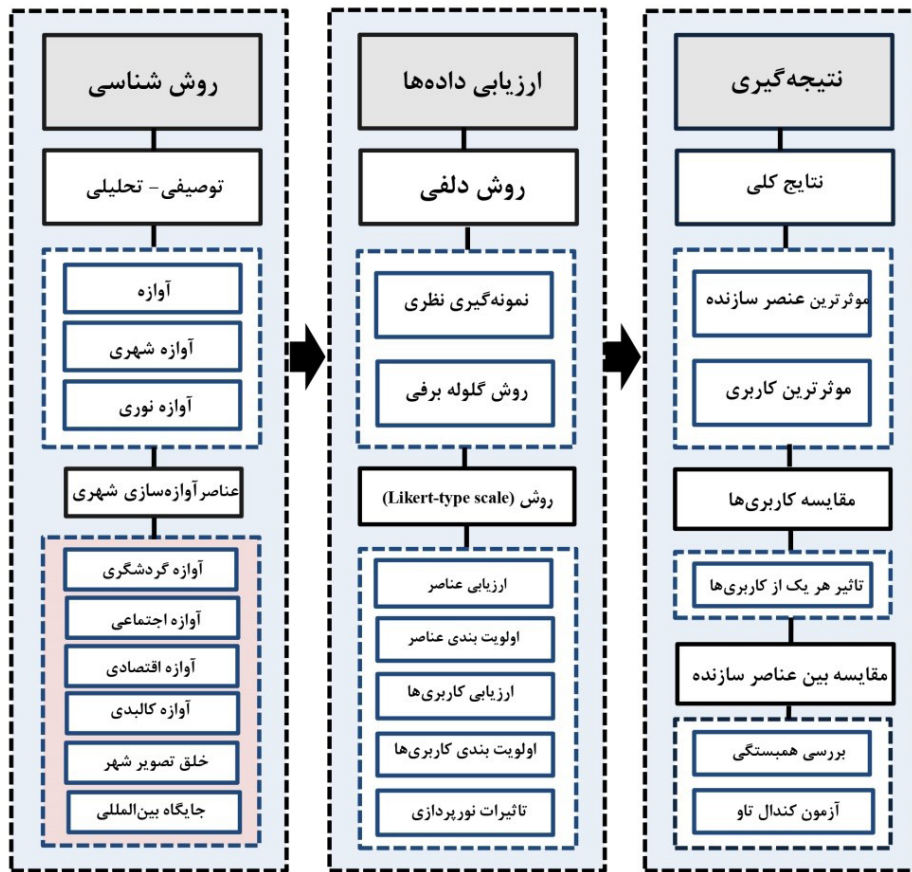 روش شناسی
توصیفی- تحلیلی
آوازه
آوازه شهری
آوازه نوری
عناصر آوازه‌سازی شهری
آوازه گردشگری
آوازه اجتماعی
آوازه اقتصادی
آوازه کالبدی
خلق تصویر شهر
جایگاه بین‌المللی
ارزیابی داده‌ها
روش دلفی
نمونه‌گیری نظری
روش گلوله برفی
روش (Likert-type scale)
ارزیابی عناصر
اولویت بندی عناصر
ارزیابی کاربری‌ها
اولویت بندی کاربری‌ها
تاثیرات نورپردازی
نتیجه‌گیری
نتایج کلی
موثرترین عنصر سازنده
موثرترین کاربری
مقایسه کاربری‌ها
تاثیر هر یک از کاربری‌ها
مقایسه بین عناصر سازنده
بررسی همبستگی
آزمون کندال تاو